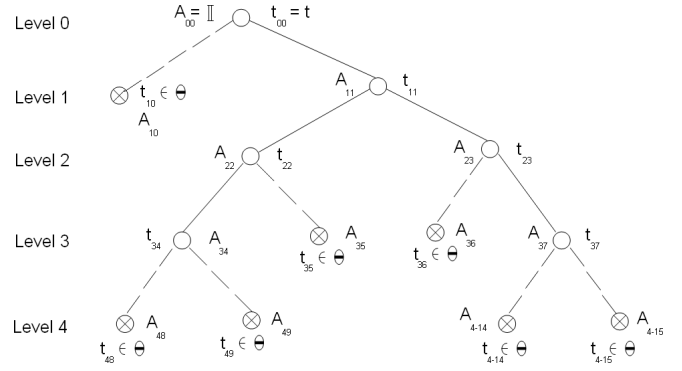 Level 0 A₀₀ = 𝕀 t₀₀ = t
Level 1 t₁₀ ∈ Θ A₁₁ t₁₁
A₁₀
Level 2 A₂₂ t₂₂ A₂₃ t₂₃
Level 3 t₃₄ A₃₄ A₃₅ A₃₆ A₃₇ t₃₇
t₃₅ ∈ Θ t₃₆ ∈ Θ
Level 4 A₄₈ A₄₉ A₄₋₁₄ A₄₋₁₅
t₄₈ ∈ Θ t₄₉ ∈ Θ t₄₋₁₄ ∈ Θ t₄₋₁₅ ∈ Θ